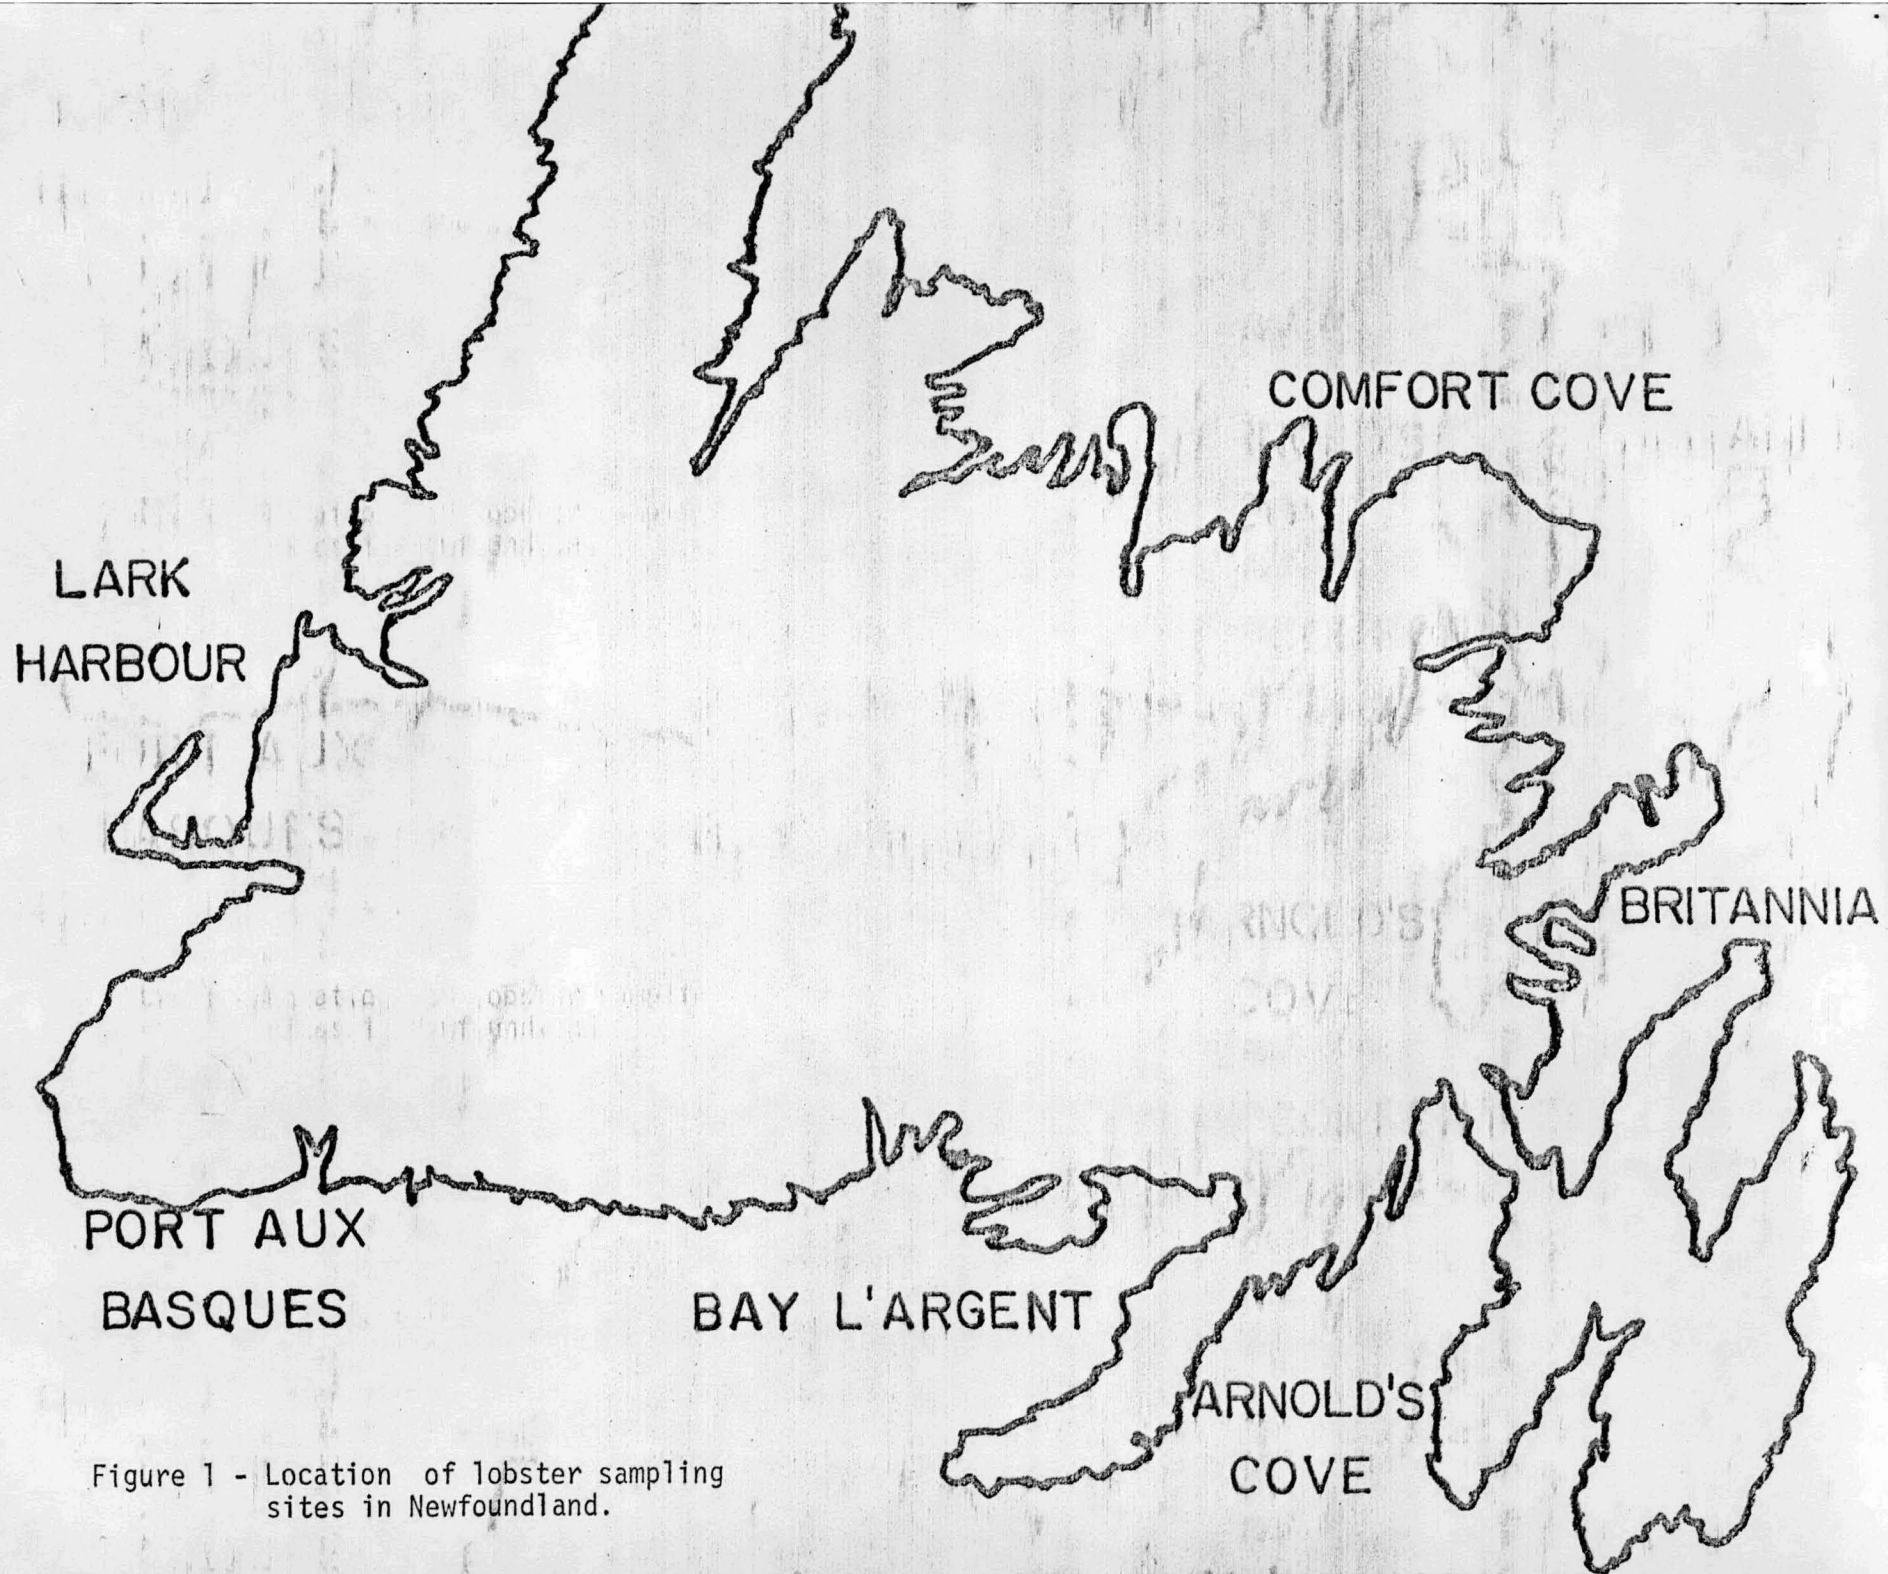 COMFORT COVE
LARK
HARBOUR
BRITANNIA
PORT AUX
BASQUES
BAY L'ARGENT
ARNOLD'S
COVE
Figure 1 - Location of lobster sampling
sites in Newfoundland.